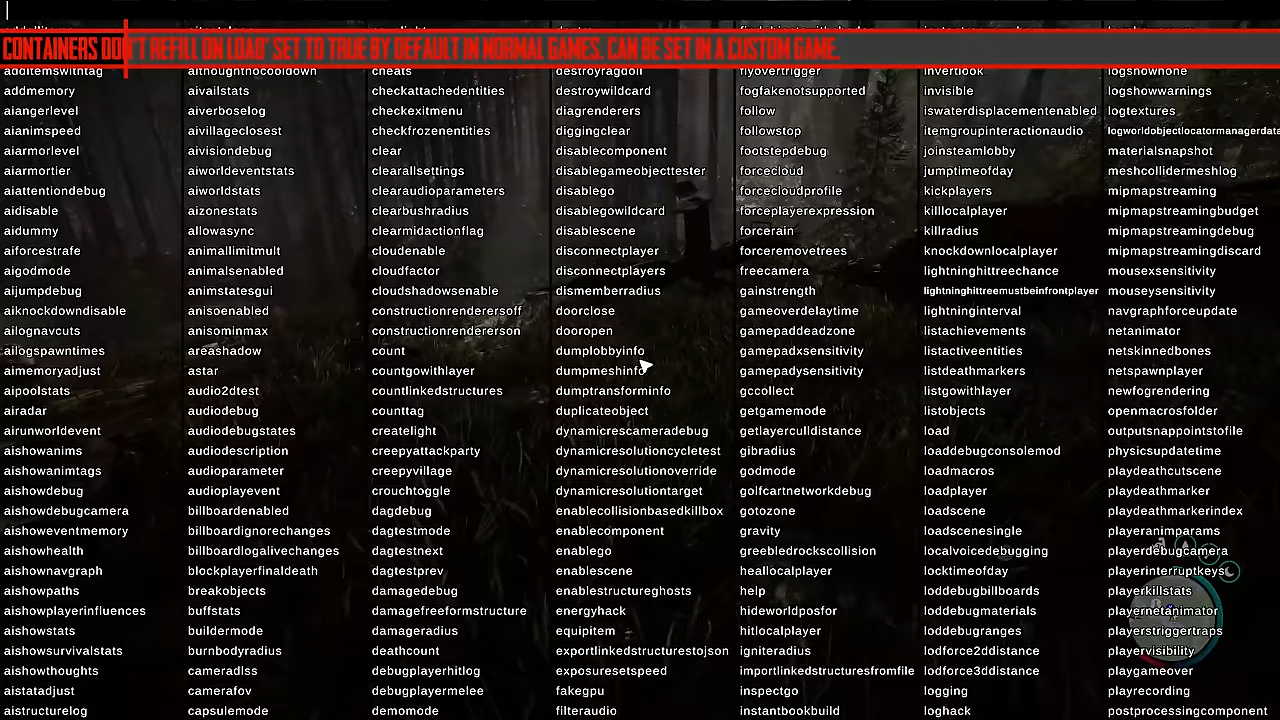 CONTAINERS DON'T REFILL ON LOAD' SET TO TRUE BY DEFAULT IN NORMAL GAMES. CAN BE SET IN A CUSTOM GAME.
additemswithtag
addmemory
aiangerlevel
aianimspeed
aiarmorlevel
aiarmortier
aiattentiondebug
aidisable
aidummy
aiforcestrafe
aigodmode
aijumpdebug
aiknockdowndisable
ailognavcuts
ailogspawntimes
aimemoryadjust
aipoolstats
airadar
airunworldevent
aishowanims
aishowanimtags
aishowdebug
aishowdebugcamera
aishoweventmemory
aishowhealth
aishownavgraph
aishowpaths
aishowplayerinfluences
aishowstats
aishowsurvivalstats
aishowthoughts
aistatadjust
aistructurelog
aithoughtnocooldown
aivailstats
aiverboselog
aivillageclosest
aivisiondebug
aiworldeventstats
aiworldstats
aizonestats
allowasync
animallimitmult
animalsenabled
animstatesgui
anisoenabled
anisominmax
areashadow
astar
audio2dtest
audiodebug
audiodebugstates
audiodescription
audioparameter
audioplayevent
billboardenabled
billboardignorechanges
billboardlogalivechanges
blockplayerfinaldeath
breakobjects
buffstats
buildermode
burnbodyradius
cameradlss
camerafov
capsulemode
cheats
checkattachedentities
checkexitmenu
checkfrozenentities
clear
clearallsettings
clearaudioparameters
clearbushradius
clearmidactionflag
cloudenable
cloudfactor
cloudshadowsenable
constructionrenderersoff
constructionrendererson
count
countgowithlayer
countlinkedstructures
counttag
createlight
creepyattackparty
creepyvillage
crouchtoggle
dagdebug
dagtestmode
dagtestnext
dagtestprev
damagedebug
damagefreeformstructure
damageradius
deathcount
debugplayerhitlog
debugplayermelee
demomode
destroyragdoll
destroywildcard
diagrenderers
diggingclear
disablecomponent
disablegameobjecttester
disablego
disablegowildcard
disablescene
disconnectplayer
disconnectplayers
dismemberradius
doorclose
dooropen
dumplobbyinfo
dumpmeshinfo
dumptransforminfo
duplicateobject
dynamicrescameradebug
dynamicresolutioncycletest
dynamicresolutionoverride
dynamicresolutiontarget
enablecollisionbasedkillbox
enablecomponent
enablego
enablescene
enablestructureghosts
energyhack
equipitem
exportlinkedstructurestojson
exposuresetspeed
fakegpu
filteraudio
flyovertrigger
fogfakenotsupported
follow
followstop
footstepdebug
forcecloud
forcecloudprofile
forceplayerexpression
forcerain
forceremovetrees
freecamera
gainstrength
gameoverdelaytime
gamepaddeadzone
gamepadxsensitivity
gamepadysensitivity
gccollect
getgamemode
getlayerculldistance
gibradius
godmode
golfcartnetworkdebug
gotozone
gravity
greebledrockscollision
heallocalplayer
help
hideworldposfor
hitlocalplayer
igniteradius
importlinkedstructuresfromfile
inspectgo
instantbookbuild
invertlook
invisible
iswaterdisplacementenabled
itemgroupinteractionaudio
joinsteamlobby
jumptimeofday
kickplayers
killlocalplayer
killradius
knockdownlocalplayer
lightninghittreechance
lightninghittreemustbeinfrontplayer
lightninginterval
listachievements
listactiveentities
listdeathmarkers
listgowithlayer
listobjects
load
loaddebugconsolemod
loadmacros
loadplayer
loadscene
loadscenesingle
localvoicedebugging
locktimeofday
loddebugbillboards
loddebugmaterials
loddebugranges
lodforce2ddistance
lodforce3ddistance
logging
loghack
logshownone
logshowwarnings
logtextures
logworldobjectlocatormanagerdata
materialsnapshot
meshcollidermeshlog
mipmapstreaming
mipmapstreamingbudget
mipmapstreamingdebug
mipmapstreamingdiscard
mousexsensitivity
mouseysensitivity
navgraphforceupdate
netanimator
netskinnedbones
netspawnplayer
newfogrendering
openmacrosfolder
outputsnappointstofile
physicsupdatetime
playdeathcutscene
playdeathmarker
playdeathmarkerindex
playeranimparams
playerdebugcamera
playerinterruptkeys
playerkillstats
playernetanimator
playerstriggertraps
playervisibility
playgameover
playrecording
postprocessingcomponent